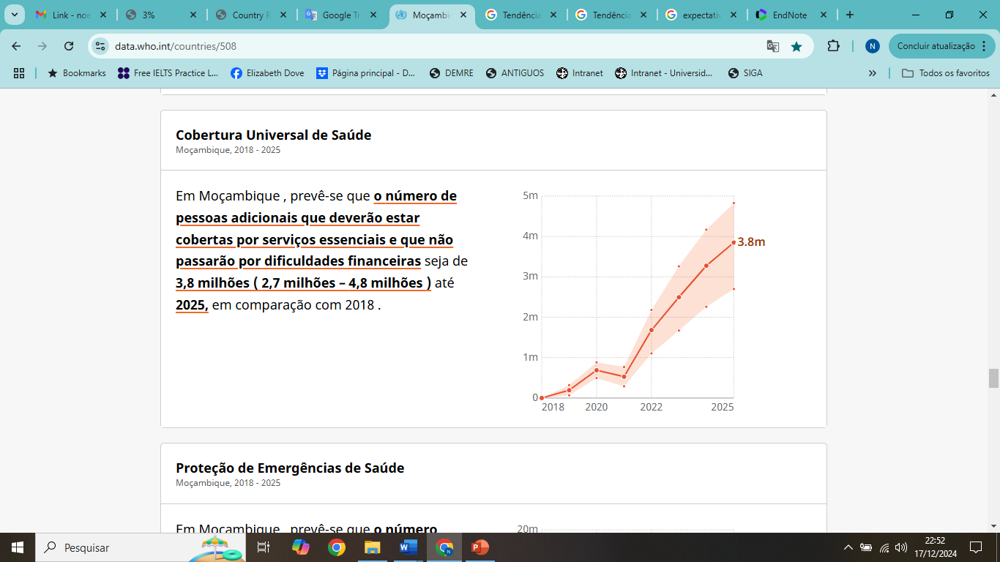 Link - noe
3%
Country R
Google Tr
Moçambi
Tendência
Tendência
expectativ
EndNote
data.who.int/countries/508
N
Concluir atualização
Bookmarks
Free IELTS Practice L...
Elizabeth Dove
Página principal - D...
DEMRE
ANTIGUOS
Intranet
Intranet - Universid...
SIGA
Todos os favoritos
Cobertura Universal de Saúde
Moçambique, 2018 - 2025
Em Moçambique , prevê-se que o número de
pessoas adicionais que deverão estar
cobertas por serviços essenciais e que não
passarão por dificuldades financeiras seja de
3,8 milhões ( 2,7 milhões – 4,8 milhões ) até
2025, em comparação com 2018 .
5m
4m
3.8m
3m
2m
1m
0
2018 2020 2022 2025
Proteção de Emergências de Saúde
Moçambique, 2018 - 2025
Em Moçambique , prevê-se que o número
20m
Pesquisar
22:52
17/12/2024